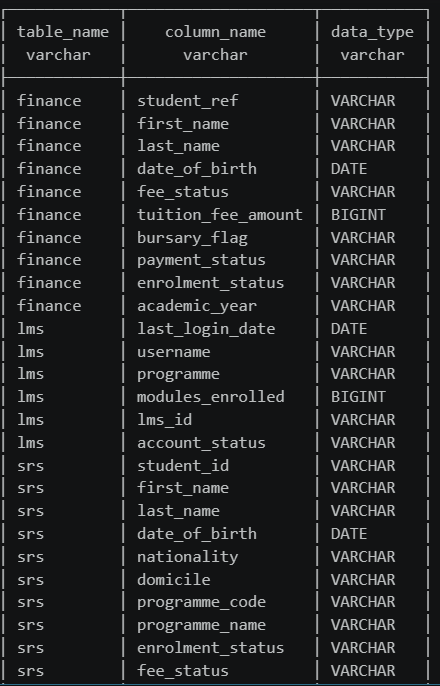 table_name column_name data_type
varchar varchar varchar
finance student_ref VARCHAR
finance first_name VARCHAR
finance last_name VARCHAR
finance date_of_birth DATE
finance fee_status VARCHAR
finance tuition_fee_amount BIGINT
finance bursary_flag VARCHAR
finance payment_status VARCHAR
finance enrolment_status VARCHAR
finance academic_year VARCHAR
lms last_login_date DATE
lms username VARCHAR
lms programme VARCHAR
lms modules_enrolled BIGINT
lms lms_id VARCHAR
lms account_status VARCHAR
srs student_id VARCHAR
srs first_name VARCHAR
srs last_name VARCHAR
srs date_of_birth DATE
srs nationality VARCHAR
srs domicile VARCHAR
srs programme_code VARCHAR
srs programme_name VARCHAR
srs enrolment_status VARCHAR
srs fee_status VARCHAR